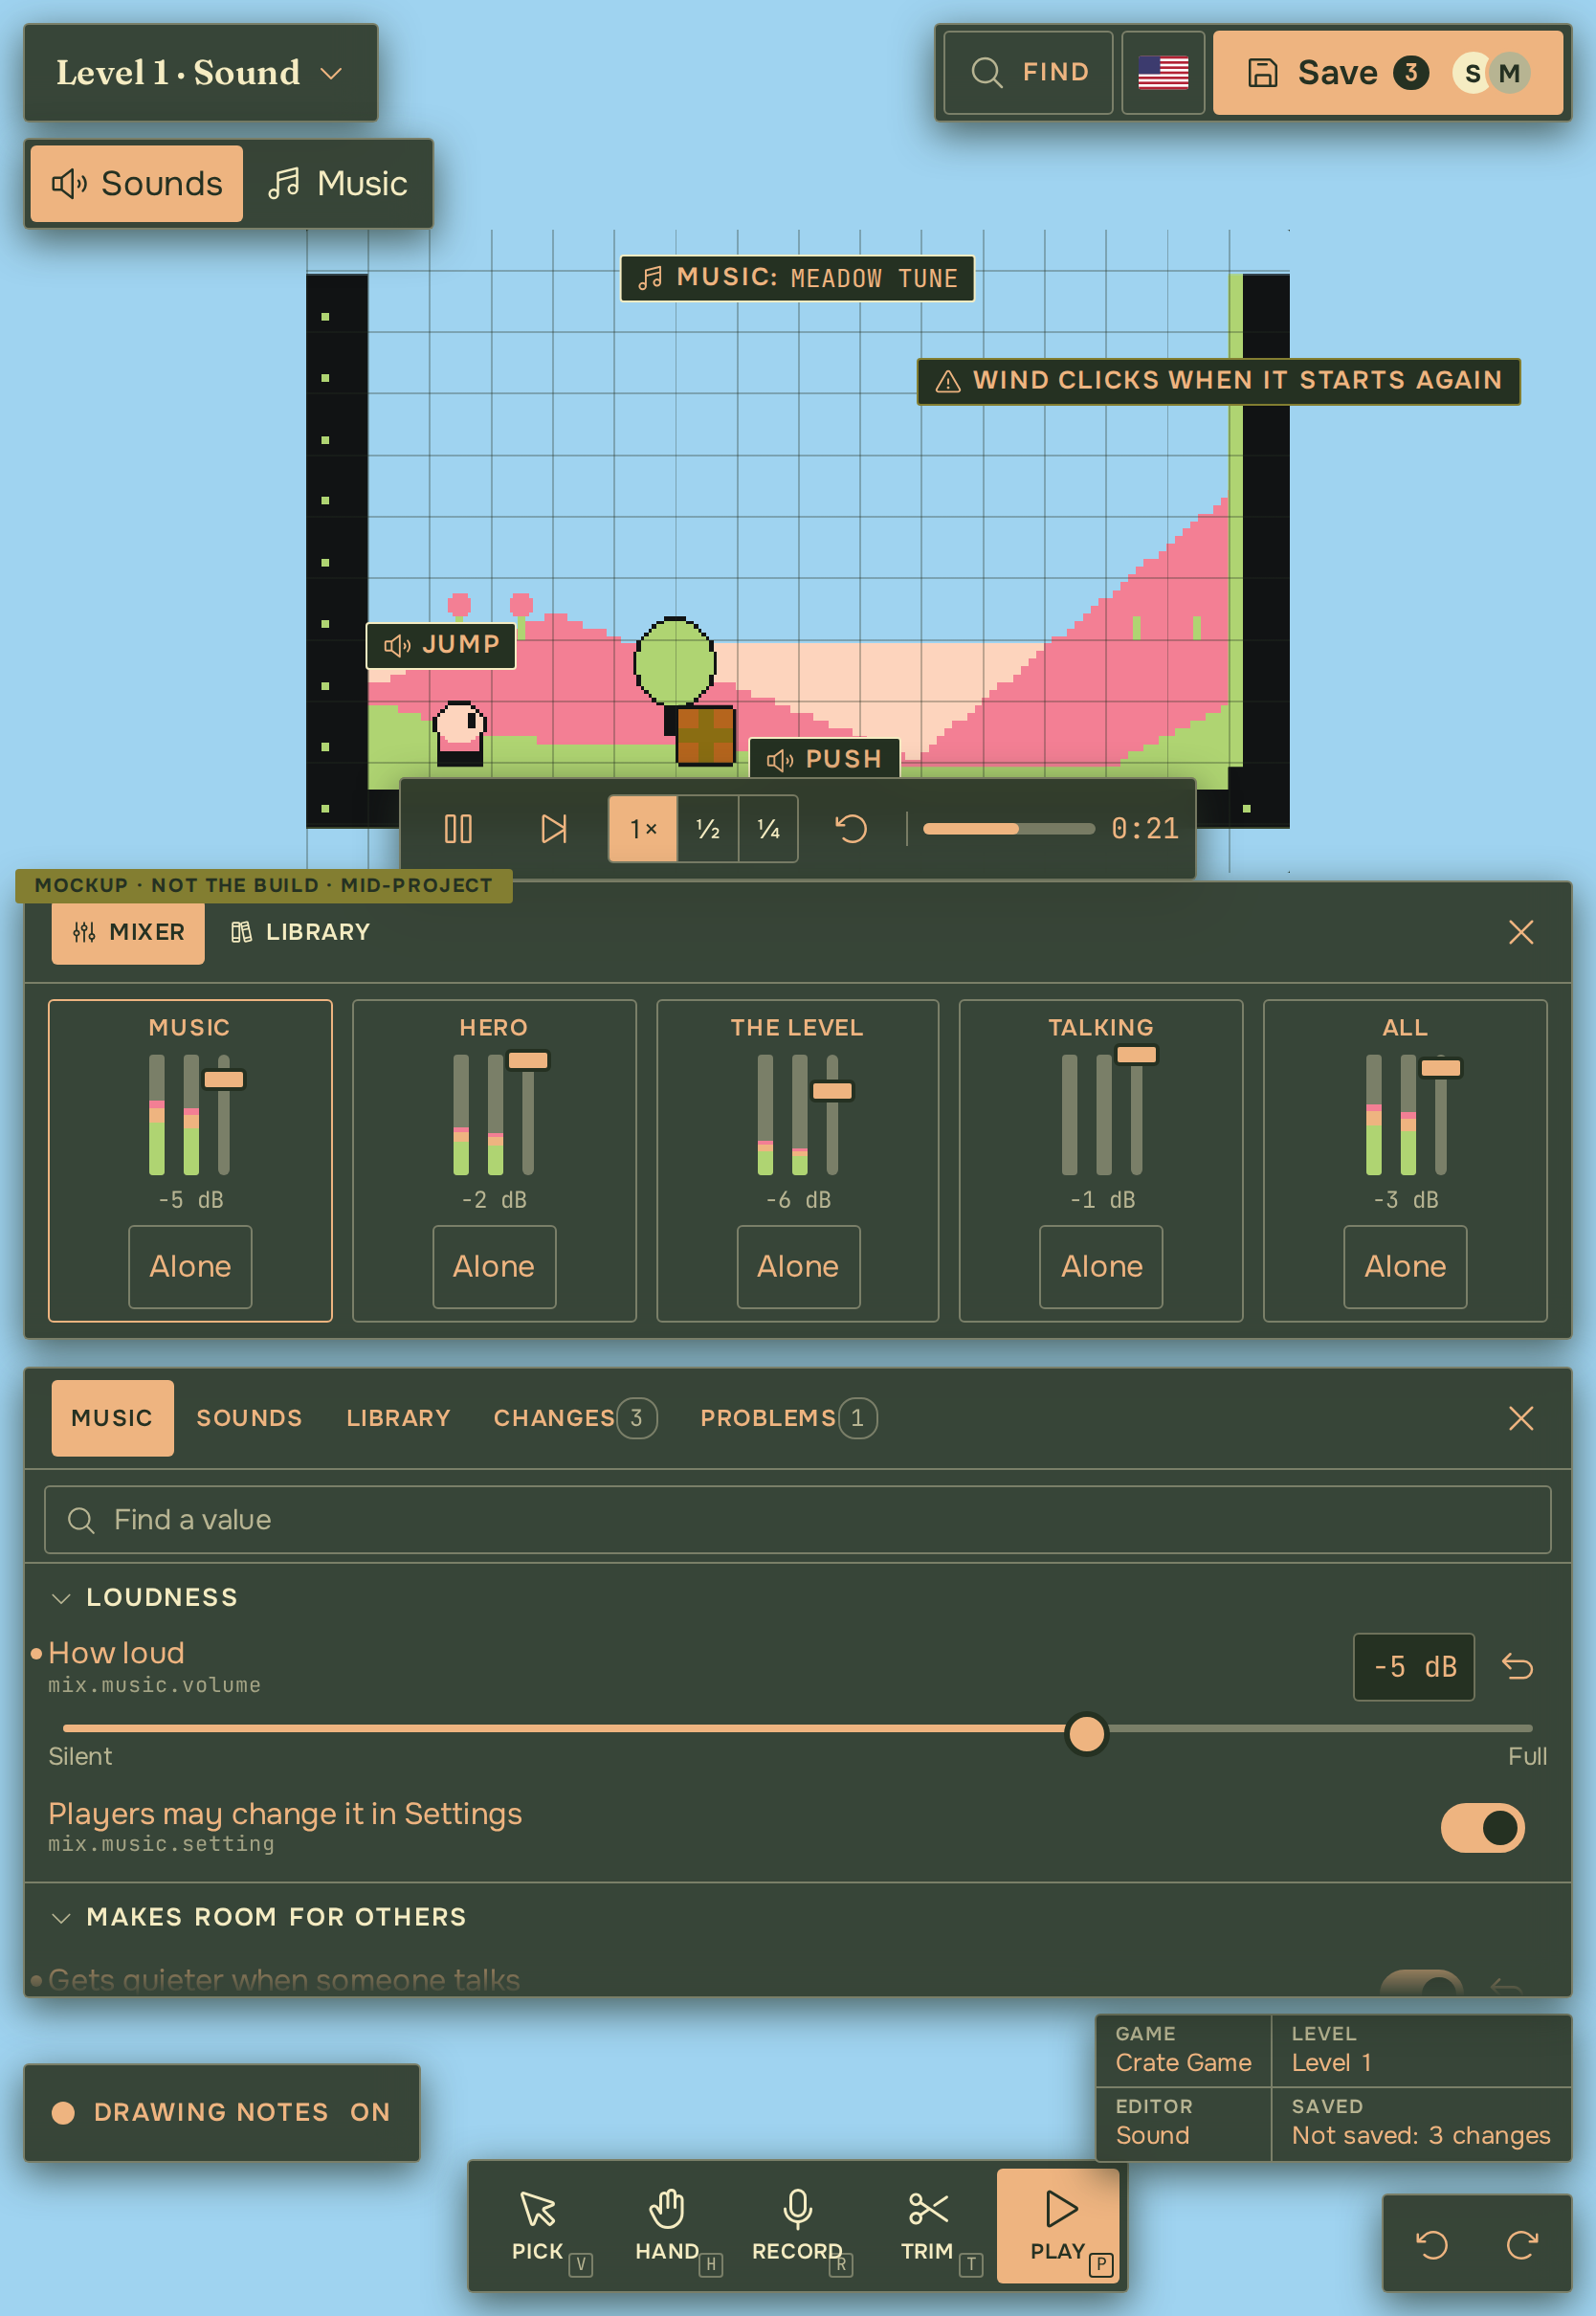 Level 1 · Sound
FIND
Save 3 S M
Sounds Music
MUSIC: MEADOW TUNE
WIND CLICKS WHEN IT STARTS AGAIN
JUMP
PUSH
1× ½ ¼ 0:21
MOCKUP · NOT THE BUILD · MID-PROJECT
MIXER LIBRARY
MUSIC HERO THE LEVEL TALKING ALL
-5 dB -2 dB -6 dB -1 dB -3 dB
Alone Alone Alone Alone Alone
MUSIC SOUNDS LIBRARY CHANGES 3 PROBLEMS 1
Find a value
LOUDNESS
How loud
mix.music.volume
-5 dB
Silent Full
Players may change it in Settings
mix.music.setting
MAKES ROOM FOR OTHERS
Gets quieter when someone talks
GAME LEVEL
Crate Game Level 1
EDITOR SAVED
Sound Not saved: 3 changes
DRAWING NOTES ON
PICK V HAND H RECORD R TRIM T PLAY P